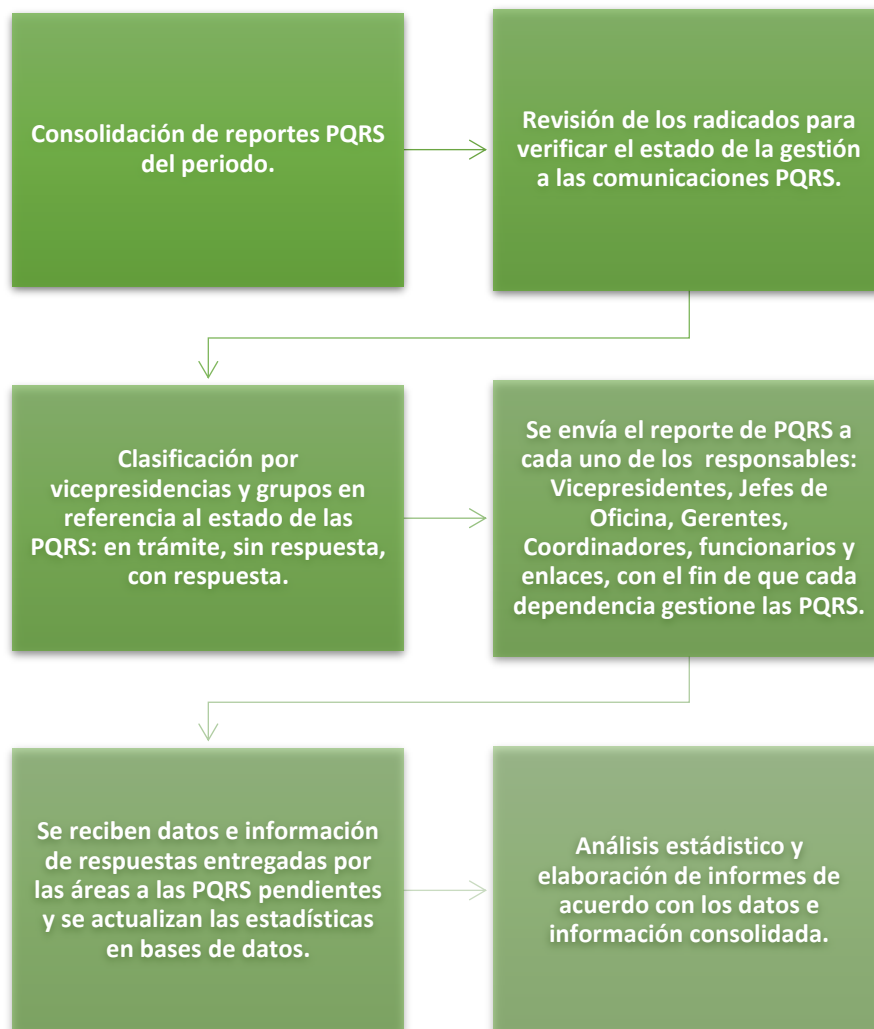 Consolidación de reportes PQRS
del periodo.
Revisión de los radicados para
verificar el estado de la gestión
a las comunicaciones PQRS.
Clasificación por
vicepresidencias y grupos en
referencia al estado de las
PQRS: en trámite, sin respuesta,
con respuesta.
Se envía el reporte de PQRS a
cada uno de los responsables:
Vicepresidentes, Jefes de
Oficina, Gerentes,
Coordinadores, funcionarios y
enlaces, con el fin de que cada
dependencia gestione las PQRS.
Se reciben datos e información
de respuestas entregadas por
las áreas a las PQRS pendientes
y se actualizan las estadísticas
en bases de datos.
Análisis estádistico y
elaboración de informes de
acuerdo con los datos e
información consolidada.